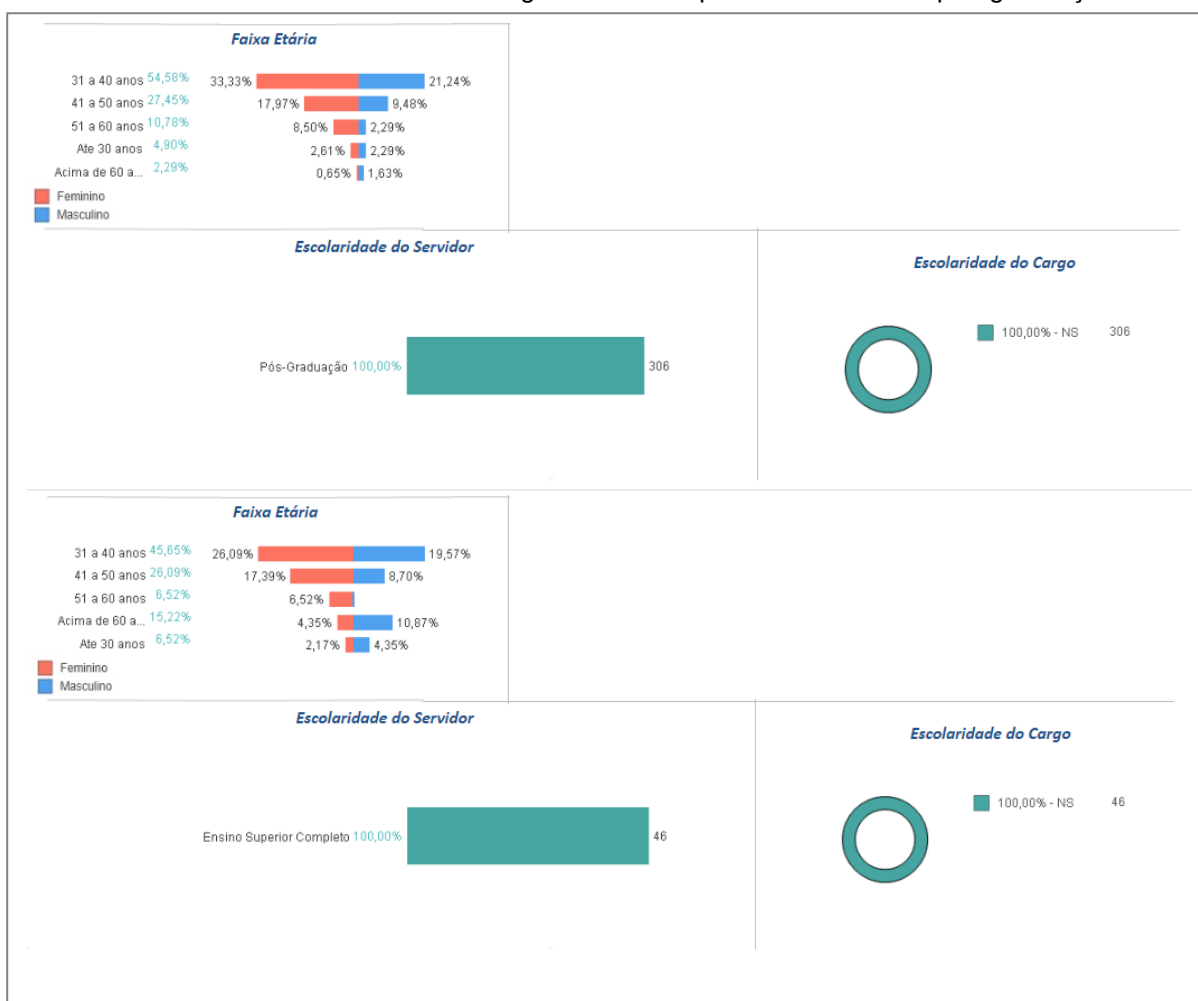 Faixa Etária
31 a 40 anos 54,58% 33,33% 21,24%
41 a 50 anos 27,45% 17,97% 9,48%
51 a 60 anos 10,78% 8,50% 2,29%
Ate 30 anos 4,90% 2,61% 2,29%
Acima de 60 a... 2,29% 0,65% 1,63%
Feminino
Masculino
Escolaridade do Servidor
Pós-Graduação 100,00% 306
Escolaridade do Cargo
100,00% - NS 306
Faixa Etária
31 a 40 anos 45,65% 26,09% 19,57%
41 a 50 anos 26,09% 17,39% 8,70%
51 a 60 anos 6,52% 6,52%
Acima de 60 a... 15,22% 4,35% 10,87%
Ate 30 anos 6,52% 2,17% 4,35%
Feminino
Masculino
Escolaridade do Servidor
Ensino Superior Completo 100,00% 46
Escolaridade do Cargo
100,00% - NS 46